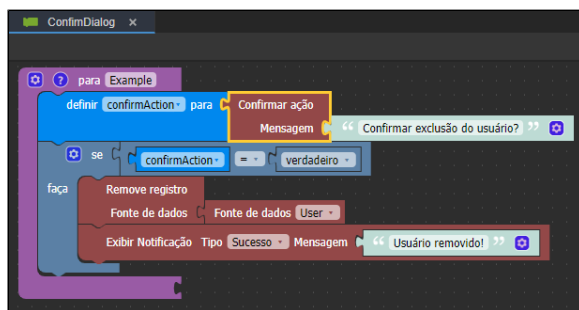 ConfimDialog ×
? para Example
definir confirmAction para Confirmar ação
Mensagem “ Confirmar exclusão do usuário? ”
se confirmAction = verdadeiro
faça Remove registro
Fonte de dados Fonte de dados User
Exibir Notificação Tipo Sucesso Mensagem “ Usuário removido! ”